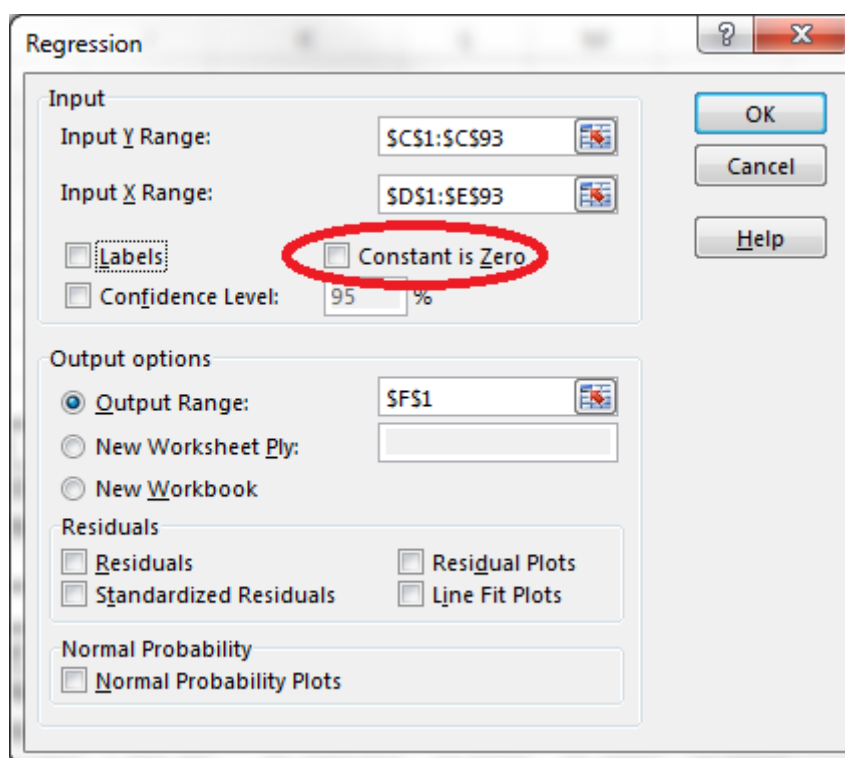 Regression
Input
Input Y Range: $C$1:$C$93
Input X Range: $D$1:$E$93
Labels Constant is Zero
Confidence Level: 95 %
Output options
Output Range: $F$1
New Worksheet Ply:
New Workbook
Residuals
Residuals Residual Plots
Standardized Residuals Line Fit Plots
Normal Probability
Normal Probability Plots
OK
Cancel
Help